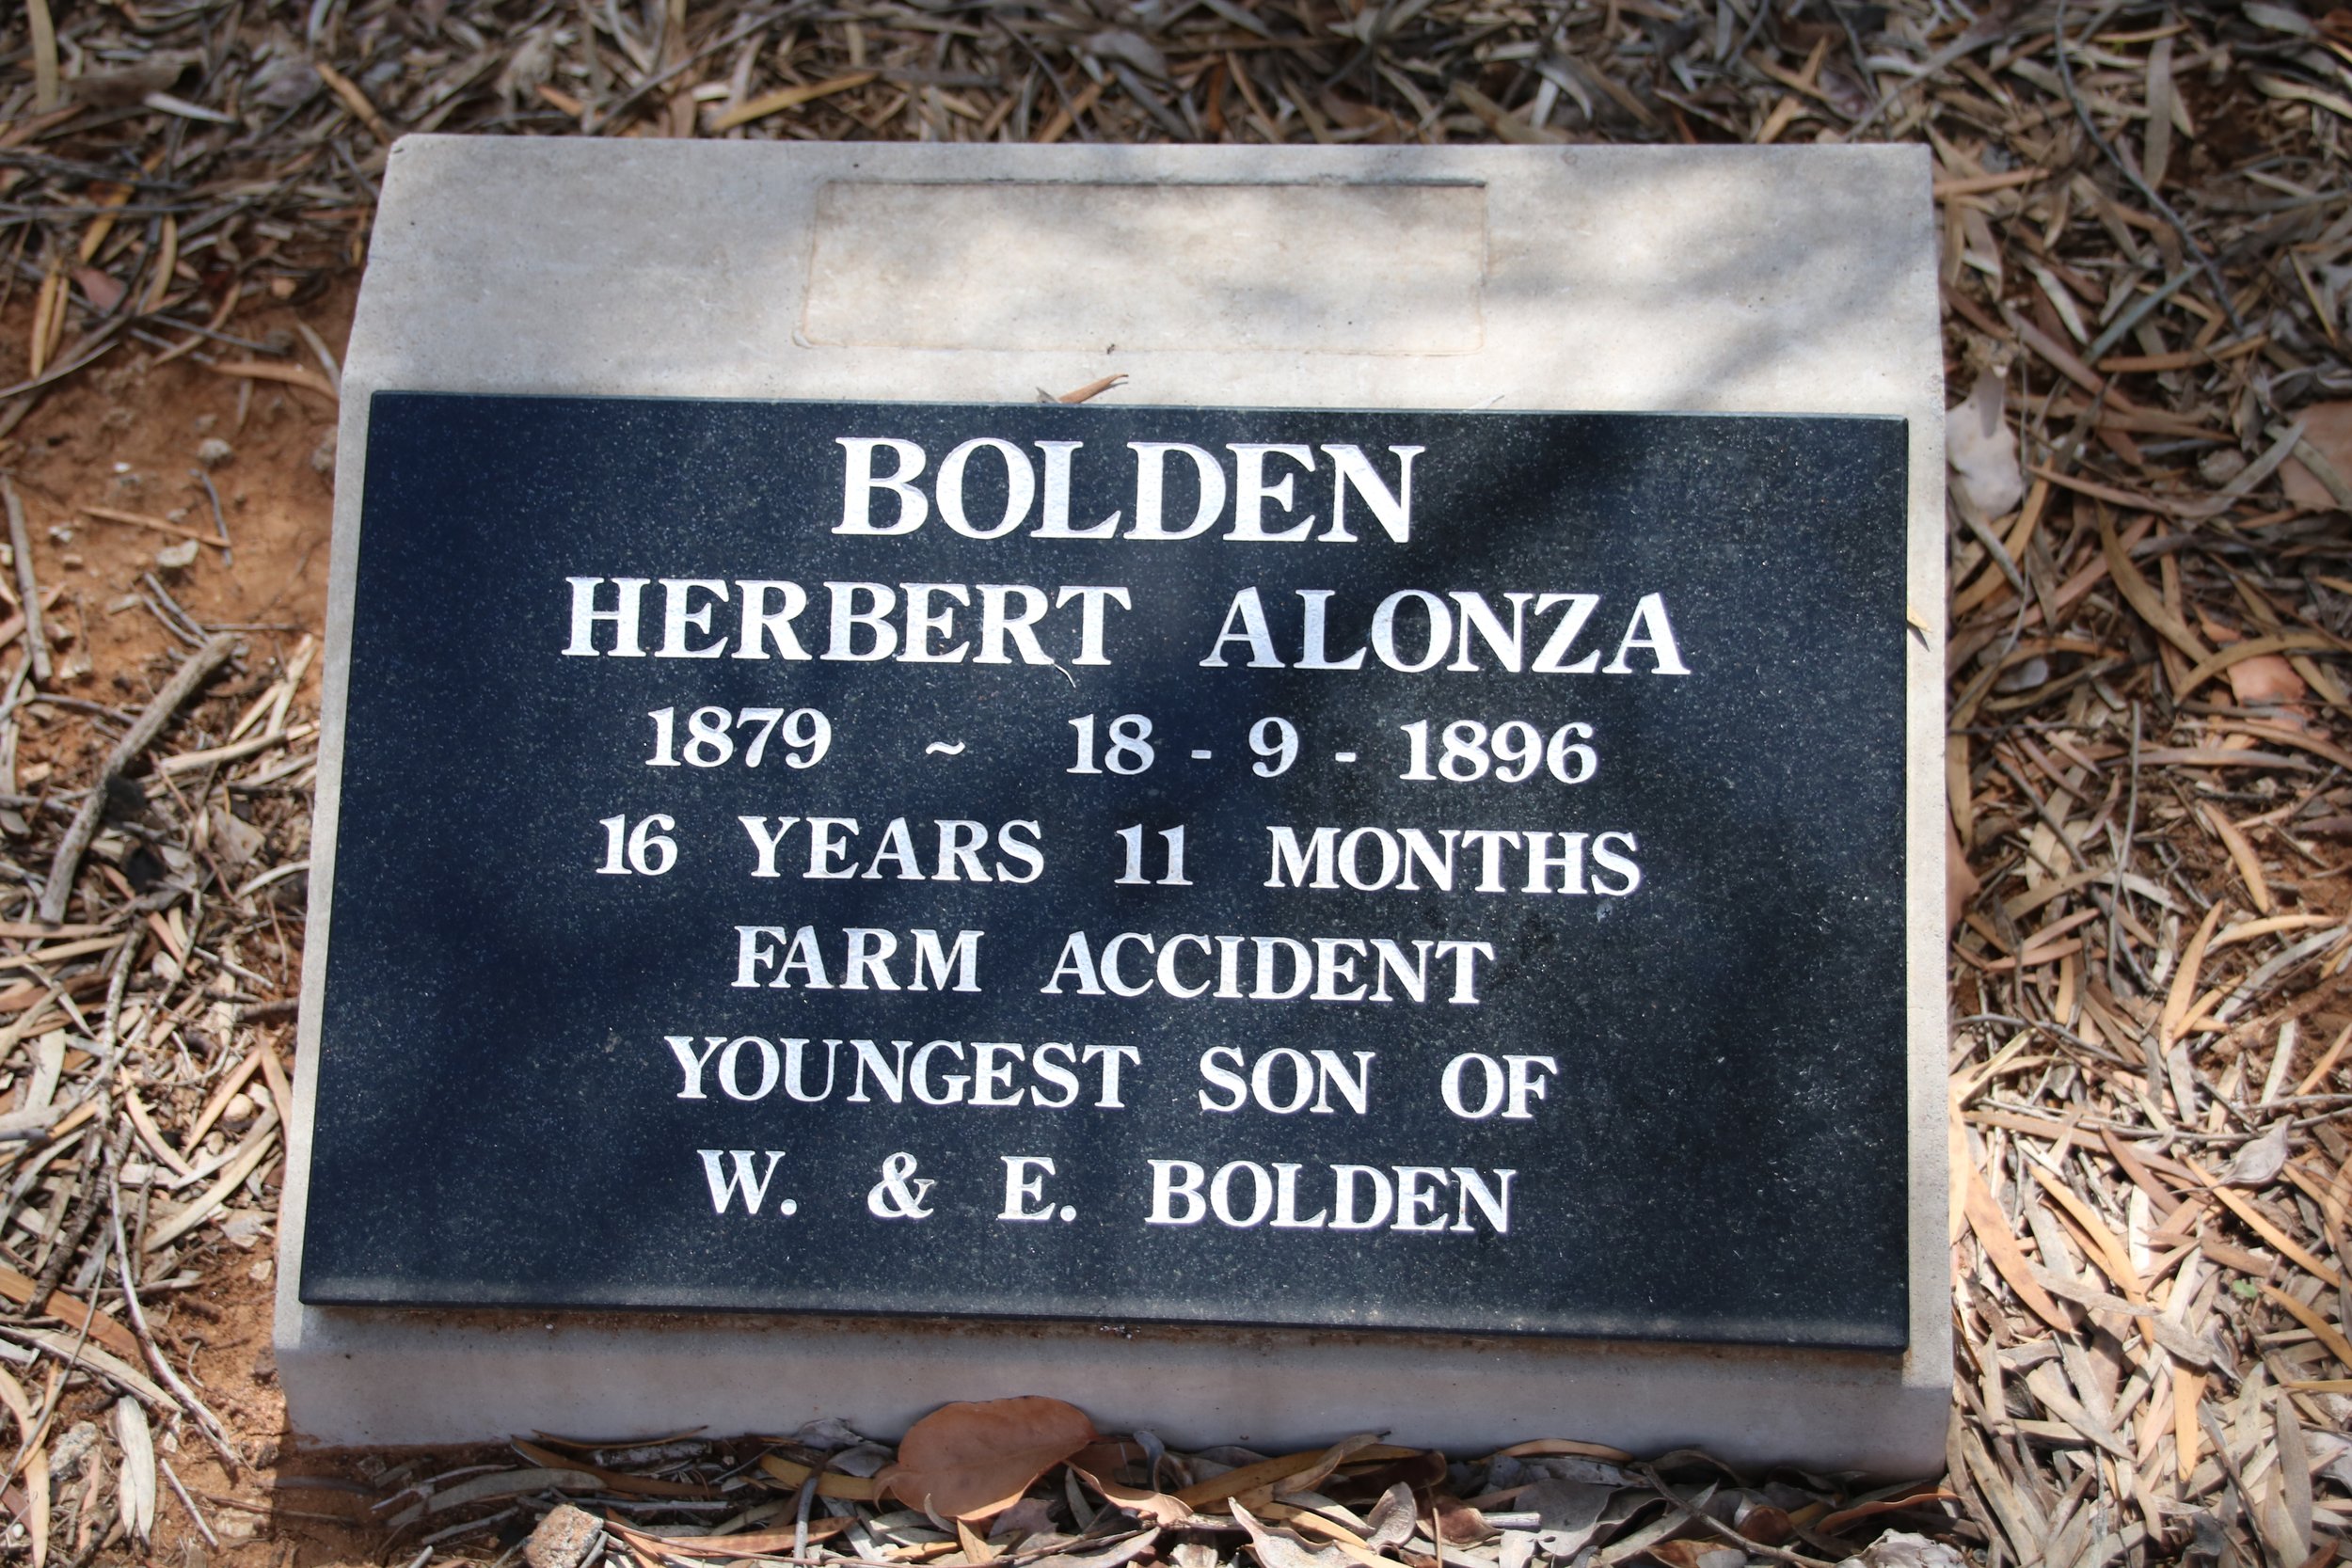 BOLDEN
HERBERT ALONZA
1879 ~ 18 - 9 - 1896
16 YEARS 11 MONTHS
FARM ACCIDENT
YOUNGEST SON OF
W. & E. BOLDEN